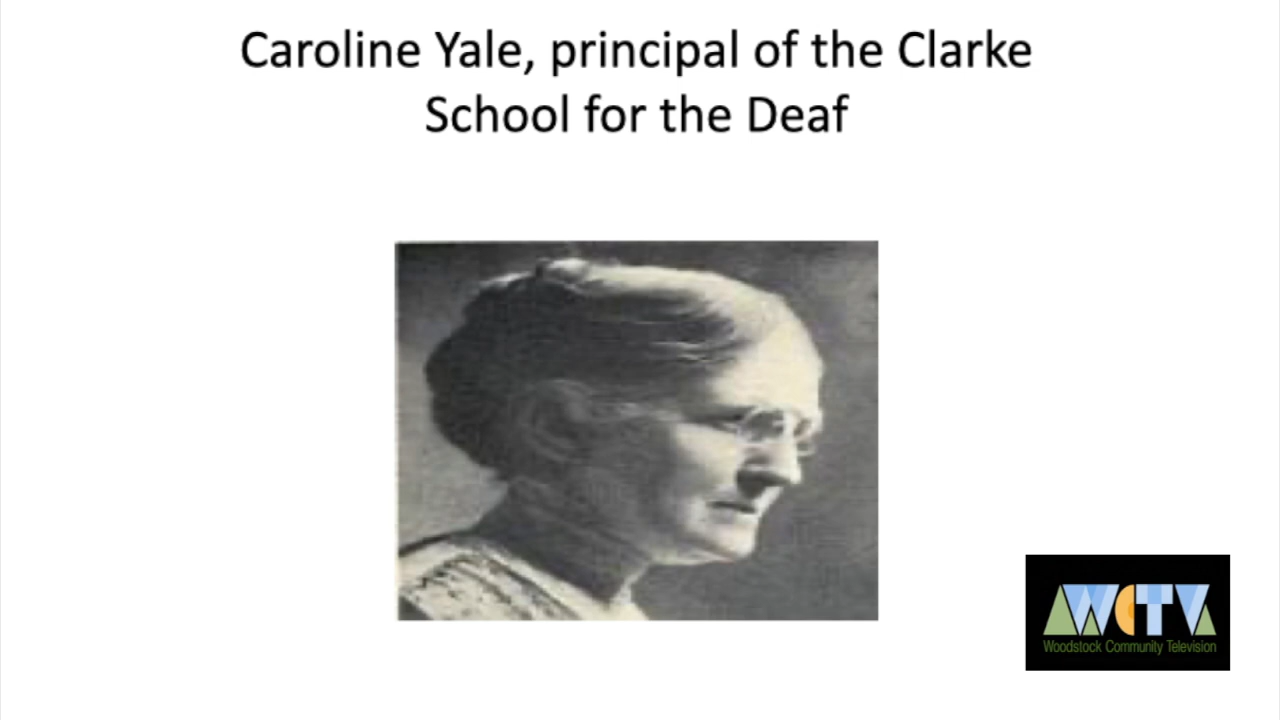 Caroline Yale, principal of the Clarke
School for the Deaf
WCTV
Woodstock Community Television